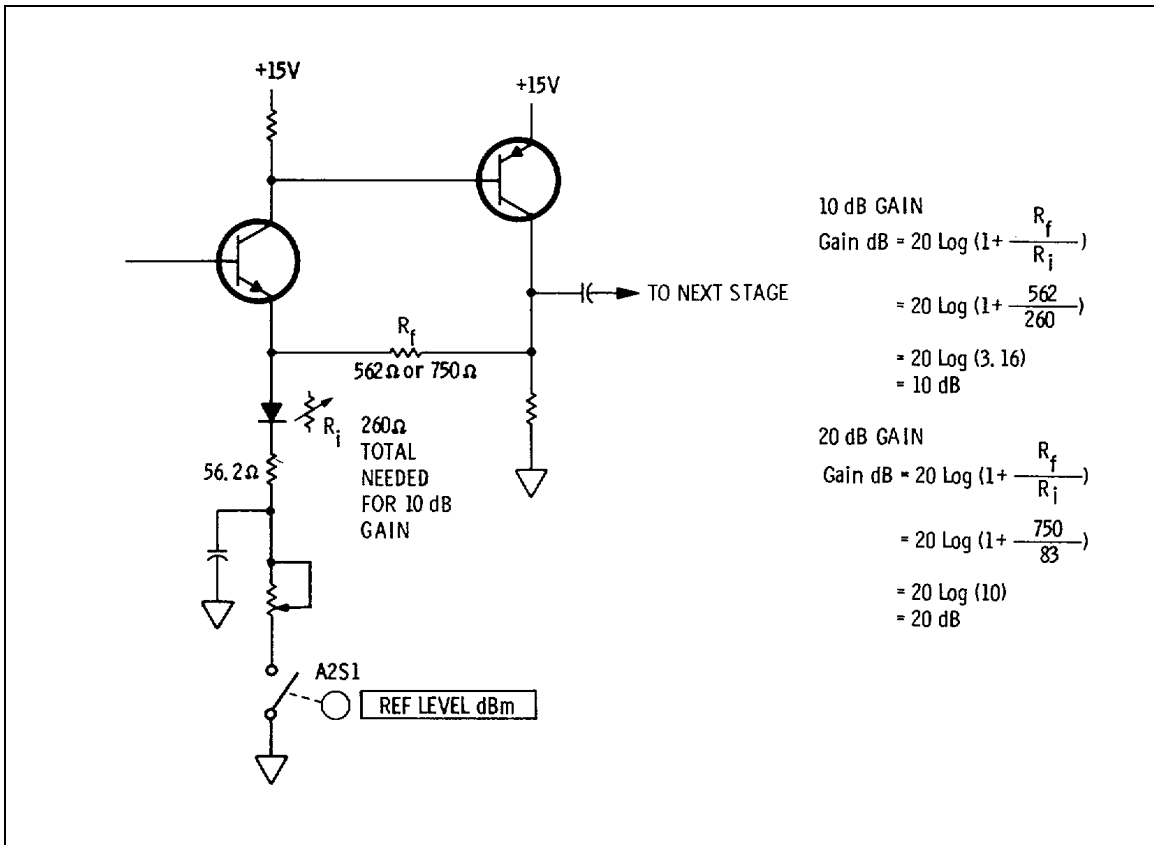 +15V
+15V
R_f
562Ω or 750Ω
TO NEXT STAGE
R_i
260Ω
TOTAL
NEEDED
FOR 10 dB
GAIN
56.2Ω
A2S1
REF LEVEL dBm
10 dB GAIN
Gain dB = 20 Log (1+ R_f / R_i )
= 20 Log (1+ 562 / 260 )
= 20 Log (3.16)
= 10 dB
20 dB GAIN
Gain dB = 20 Log (1+ R_f / R_i )
= 20 Log (1+ 750 / 83 )
= 20 Log (10)
= 20 dB